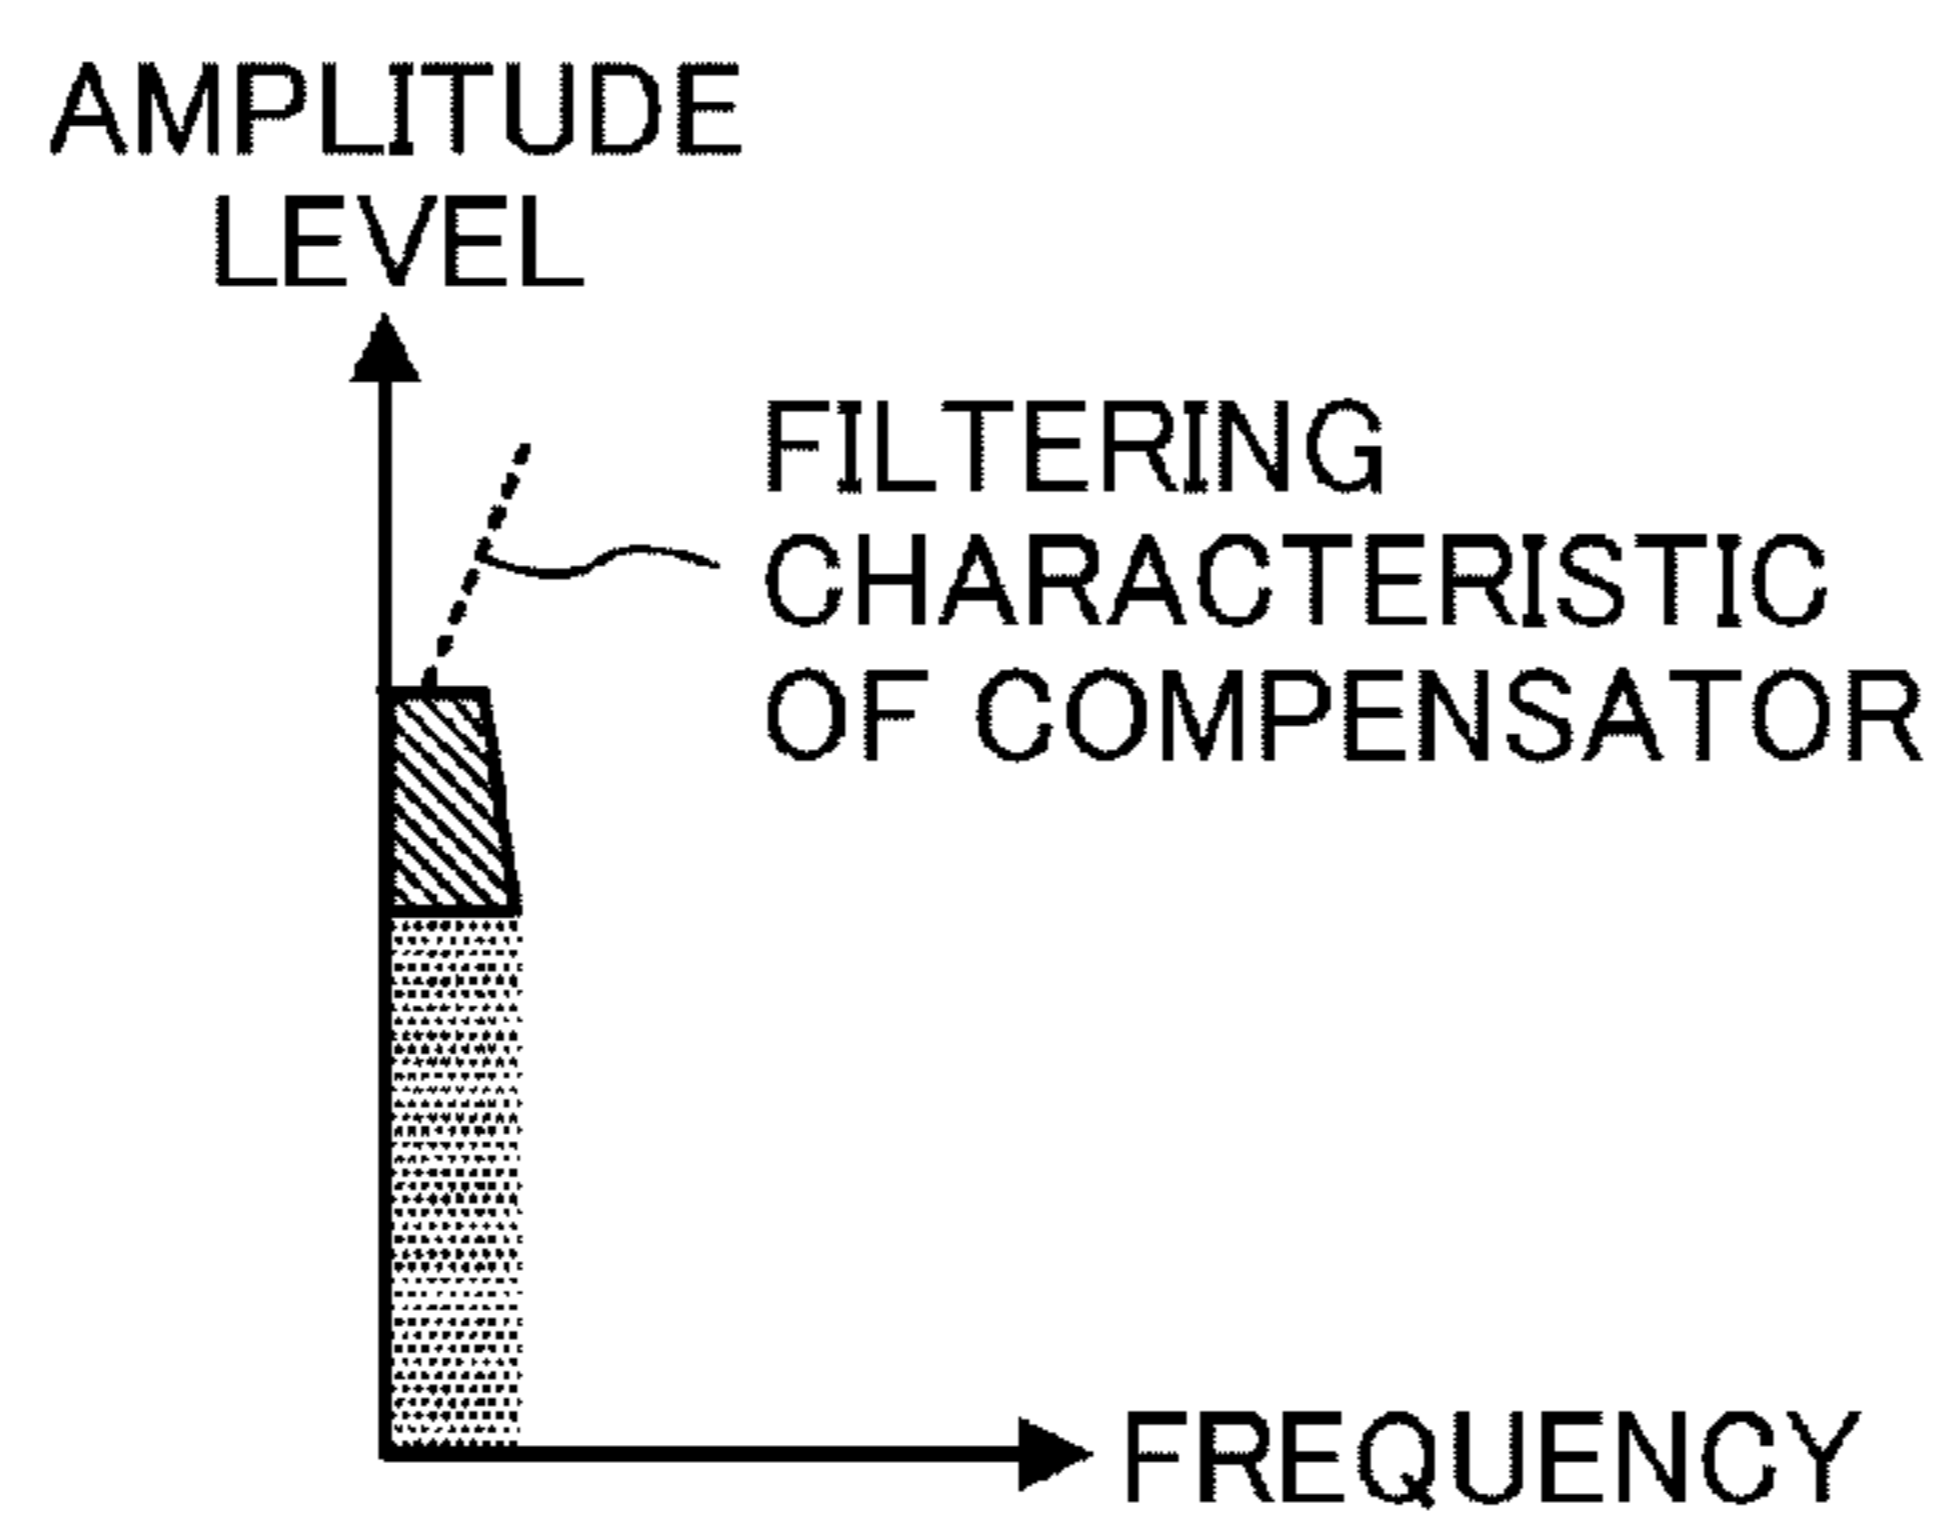 AMPLITUDE
LEVEL
FILTERING
CHARACTERISTIC
OF COMPENSATOR
FREQUENCY